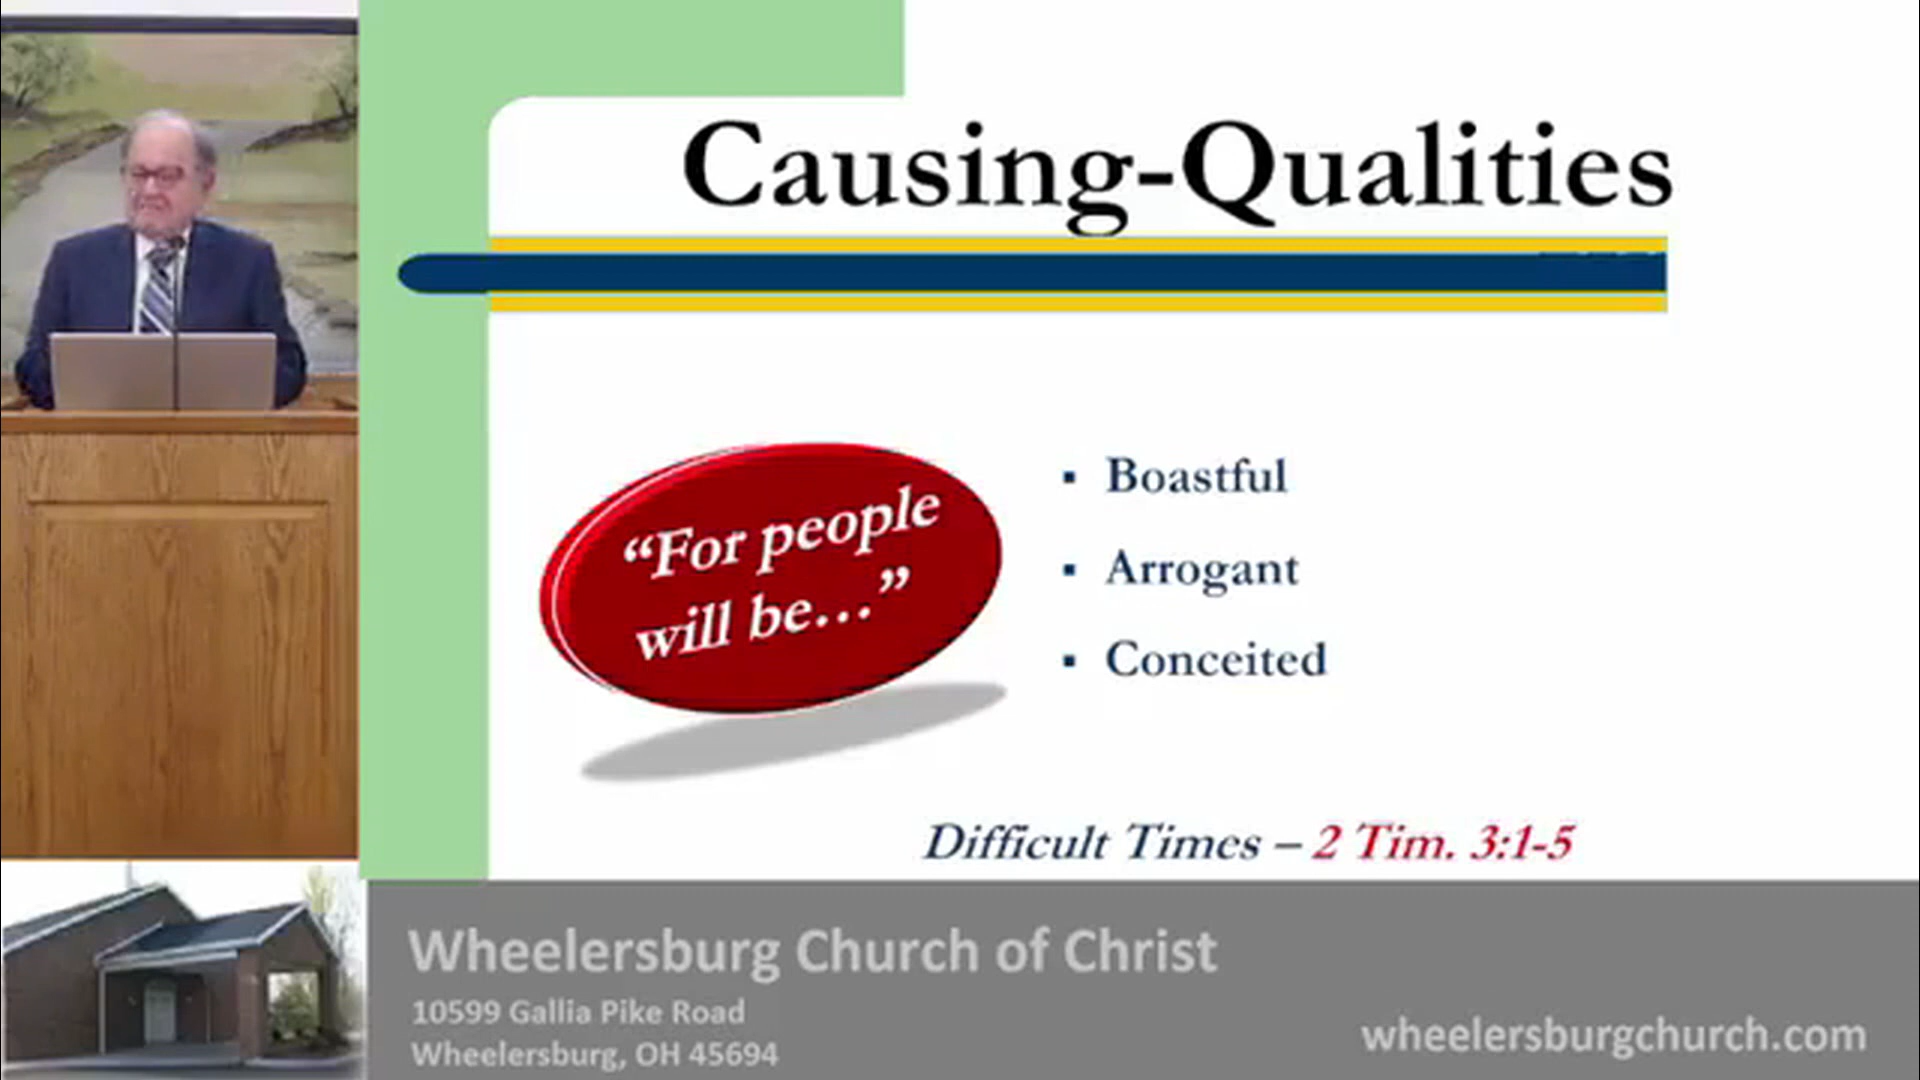 Causing-Qualities
“For people
will be…”
▪ Boastful
▪ Arrogant
▪ Conceited
Difficult Times – 2 Tim. 3:1-5
Wheelersburg Church of Christ
10599 Gallia Pike Road
Wheelersburg, OH 45694
wheelersburgchurch.com